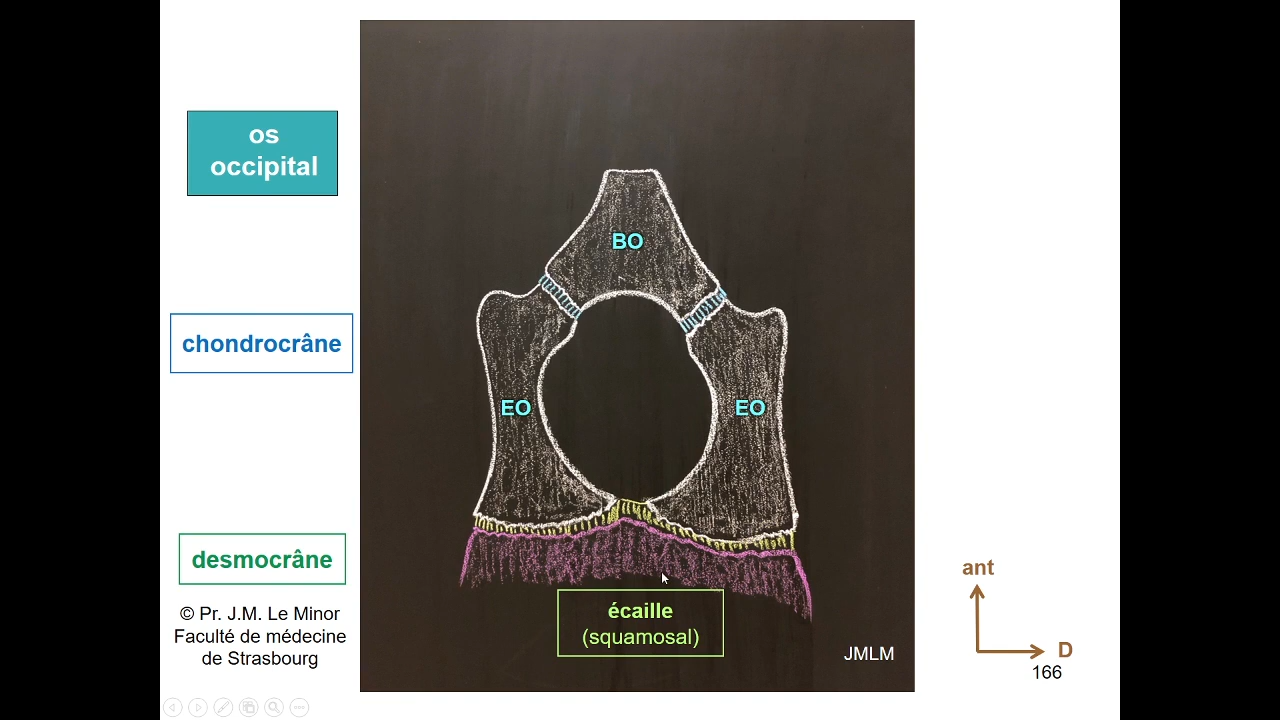 os
occipital
BO
chondrocrâne
EO
EO
desmocrâne
ant
écaille
(squamosal)
© Pr. J.M. Le Minor
Faculté de médecine
de Strasbourg
JMLM
D
166